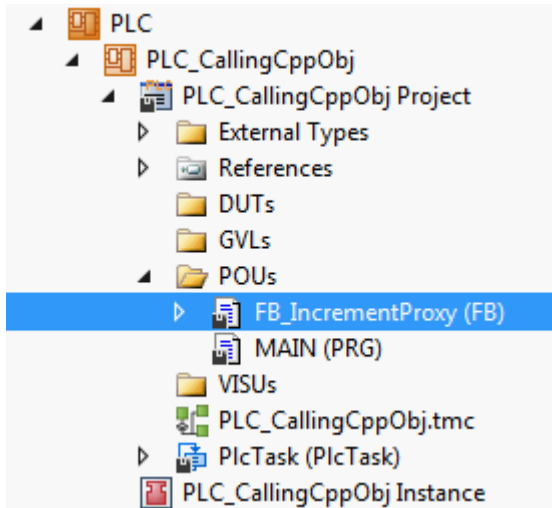 PLC
PLC_CallingCppObj
PLC_CallingCppObj Project
External Types
References
DUTs
GVLs
POUs
FB_IncrementProxy (FB)
MAIN (PRG)
VISUs
PLC_CallingCppObj.tmc
PlcTask (PlcTask)
PLC_CallingCppObj Instance